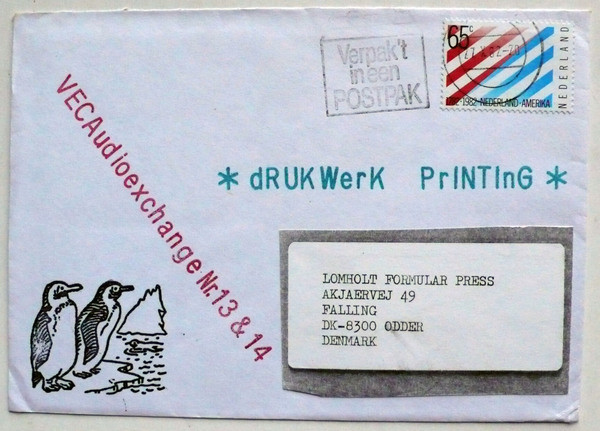 Verpak't
in een
POSTPAK
65c
NEDERLAND
1782·1982·NEDERLAND·AMERIKA
VECAudioexchange Nr.13 & 14
* dRUKWerK PrINTInG *
LOMHOLT FORMULAR PRESS
AKJAERVEJ 49
FALLING
DK-8300 ODDER
DENMARK